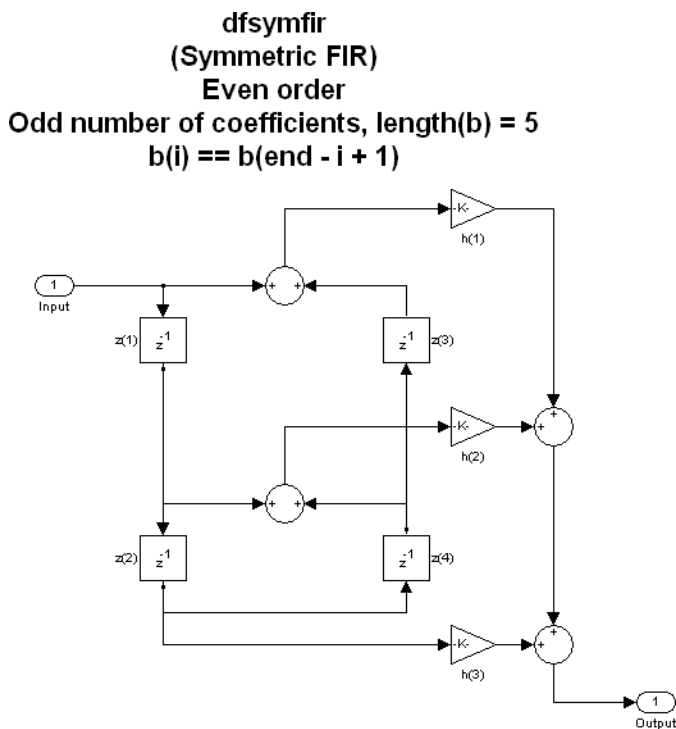 dfsymfir
(Symmetric FIR)
Even order
Odd number of coefficients, length(b) = 5
b(i) == b(end - i + 1)
-K-
h(1)
1
Input
+ +
z(1)
z-1
z-1
z(3)
-K-
h(2)
+
+
+ +
z(2)
z-1
z-1
z(4)
-K-
h(3)
+
+
1
Output